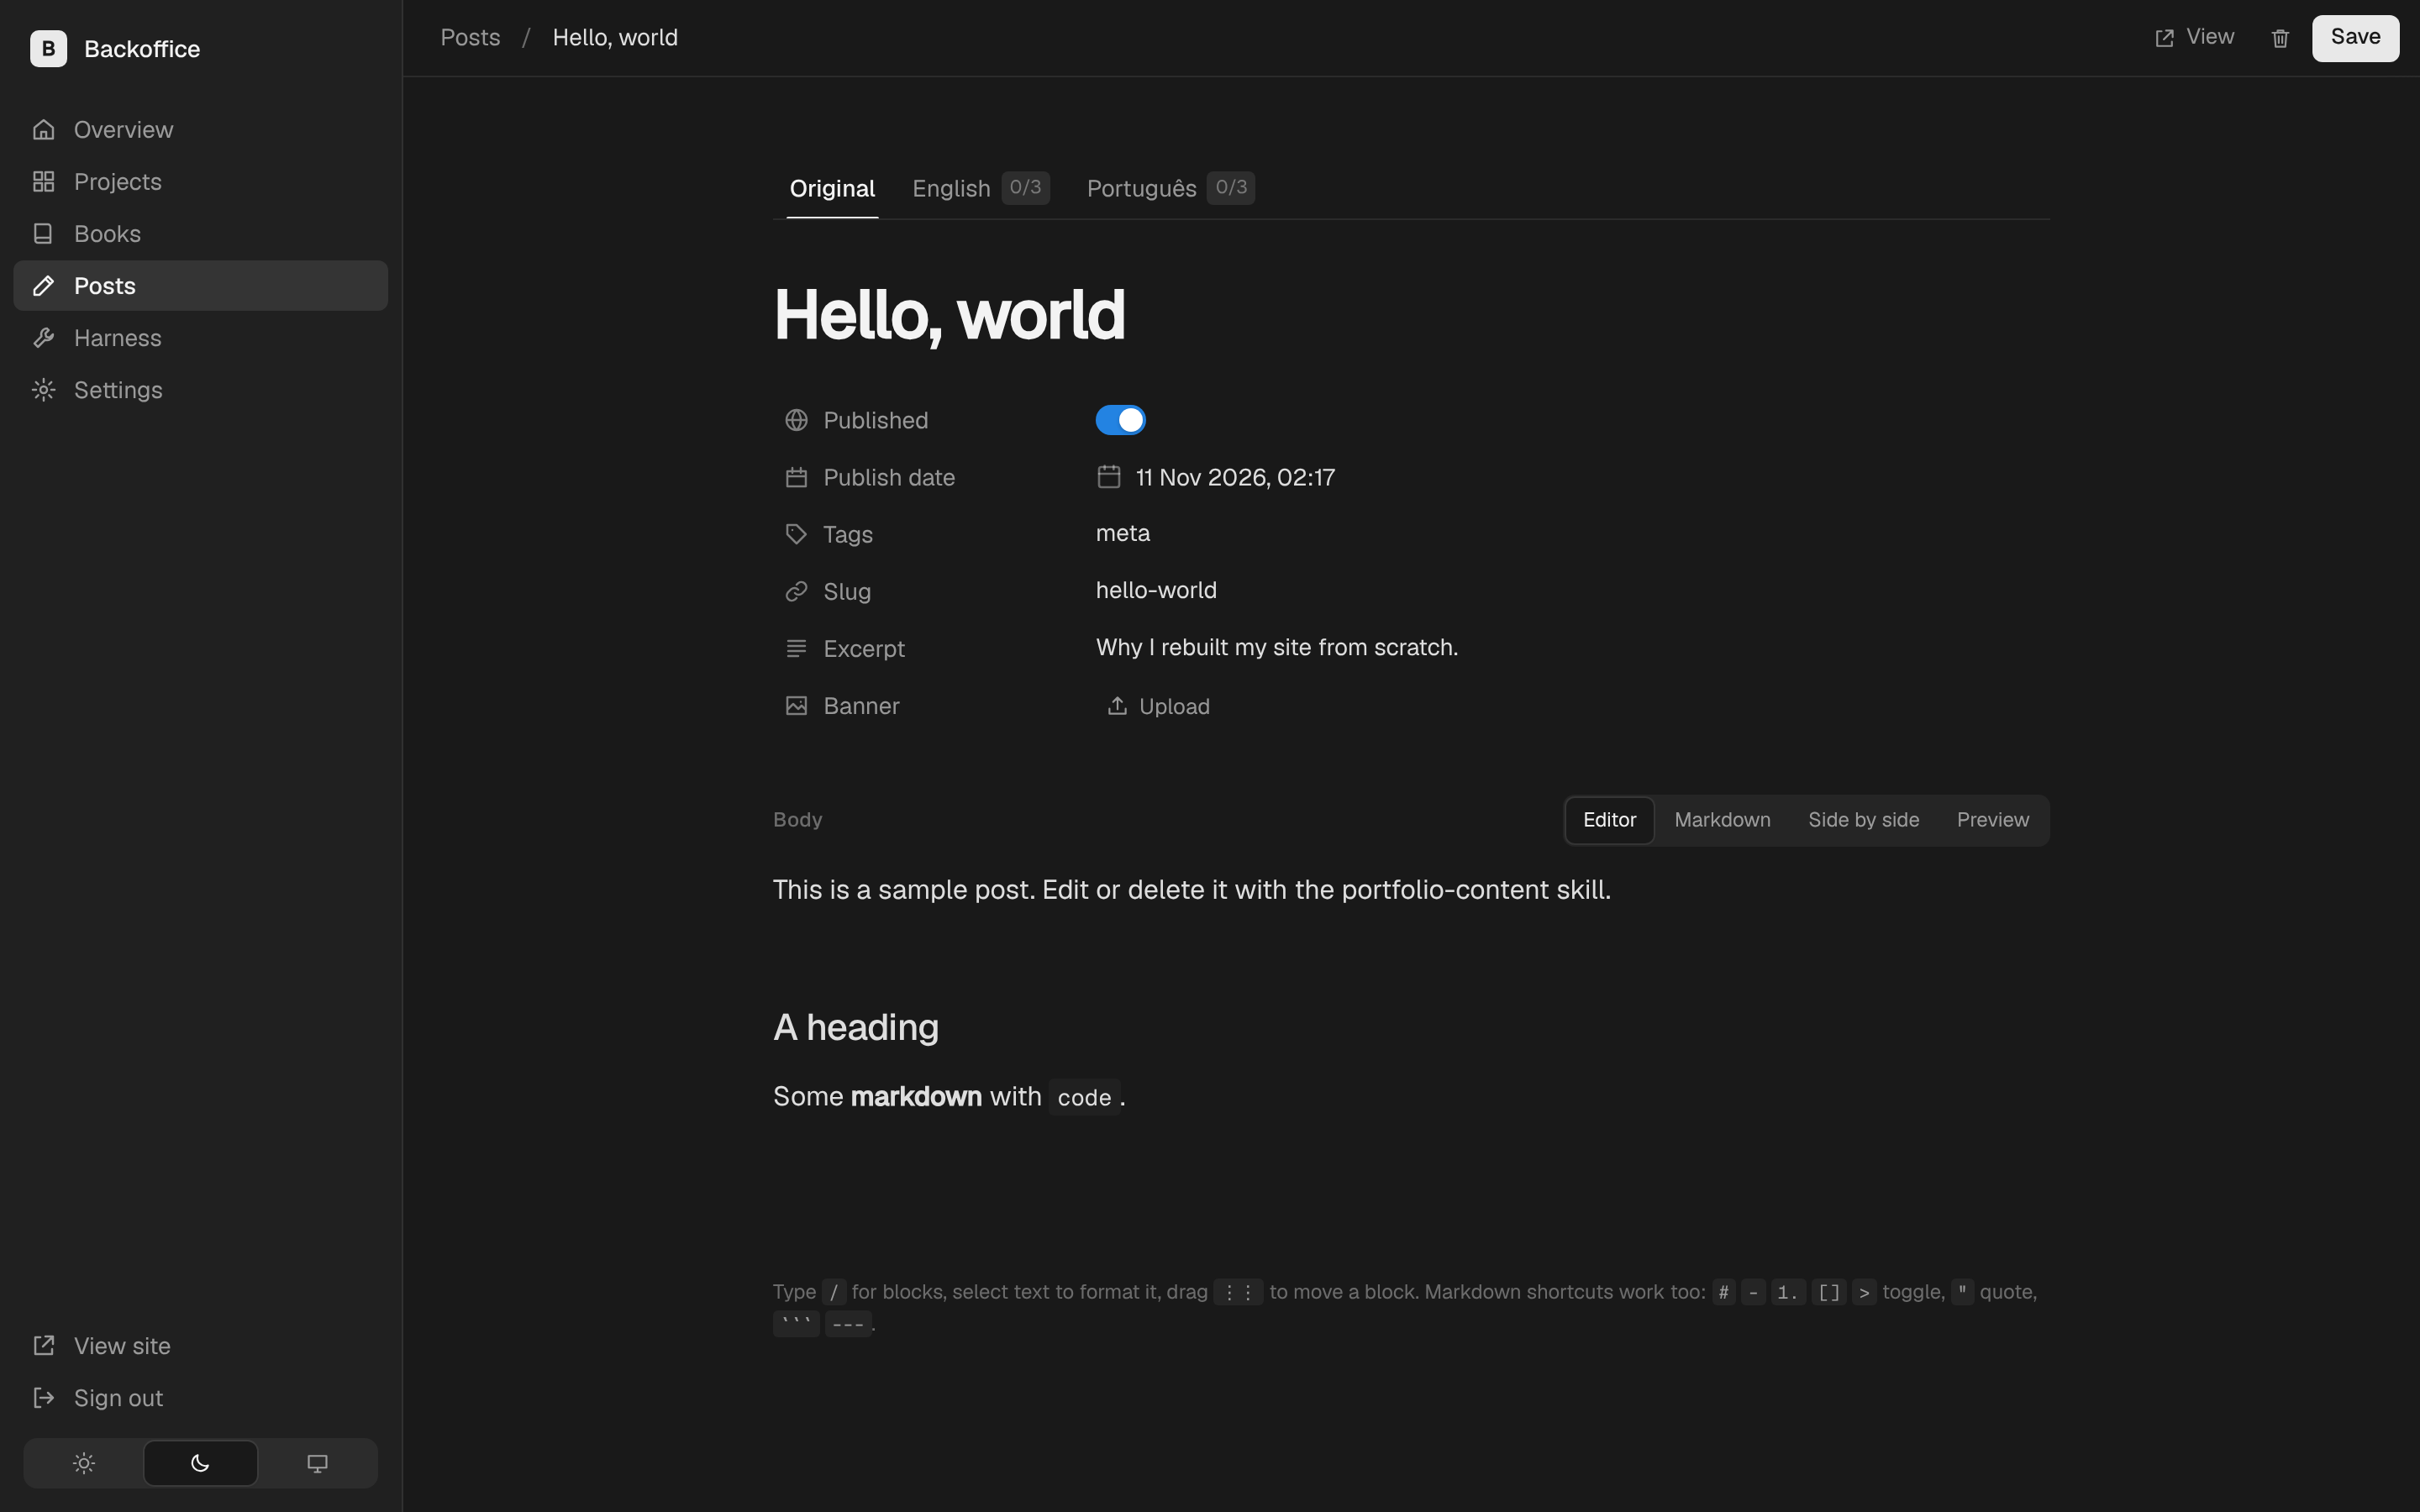 B Backoffice
Overview
Projects
Books
Posts
Harness
Settings
View site
Sign out
Posts / Hello, world
View
Save
Original English 0/3 Português 0/3
Hello, world
Published
Publish date 11 Nov 2026, 02:17
Tags meta
Slug hello-world
Excerpt Why I rebuilt my site from scratch.
Banner Upload
Body Editor Markdown Side by side Preview
This is a sample post. Edit or delete it with the portfolio-content skill.
A heading
Some markdown with code .
Type / for blocks, select text to format it, drag ⋮⋮ to move a block. Markdown shortcuts work too: # - 1. [] > toggle, " quote,
``` ---.